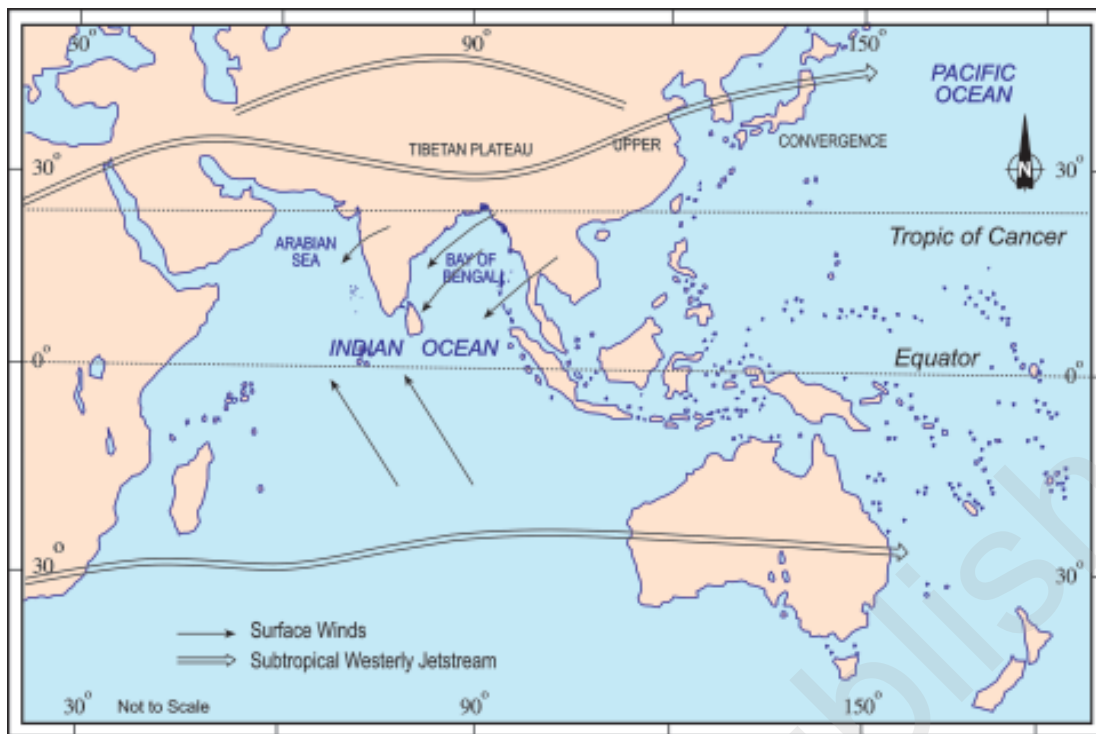 30°
90°
150°
PACIFIC
OCEAN
TIBETAN PLATEAU
UPPER
CONVERGENCE
N
30°
30°
ARABIAN
SEA
BAY OF
BENGAL
Tropic of Cancer
INDIAN OCEAN
Equator
0°
0°
30°
30°
Surface Winds
Subtropical Westerly Jetstream
30°
Not to Scale
90°
150°
blish